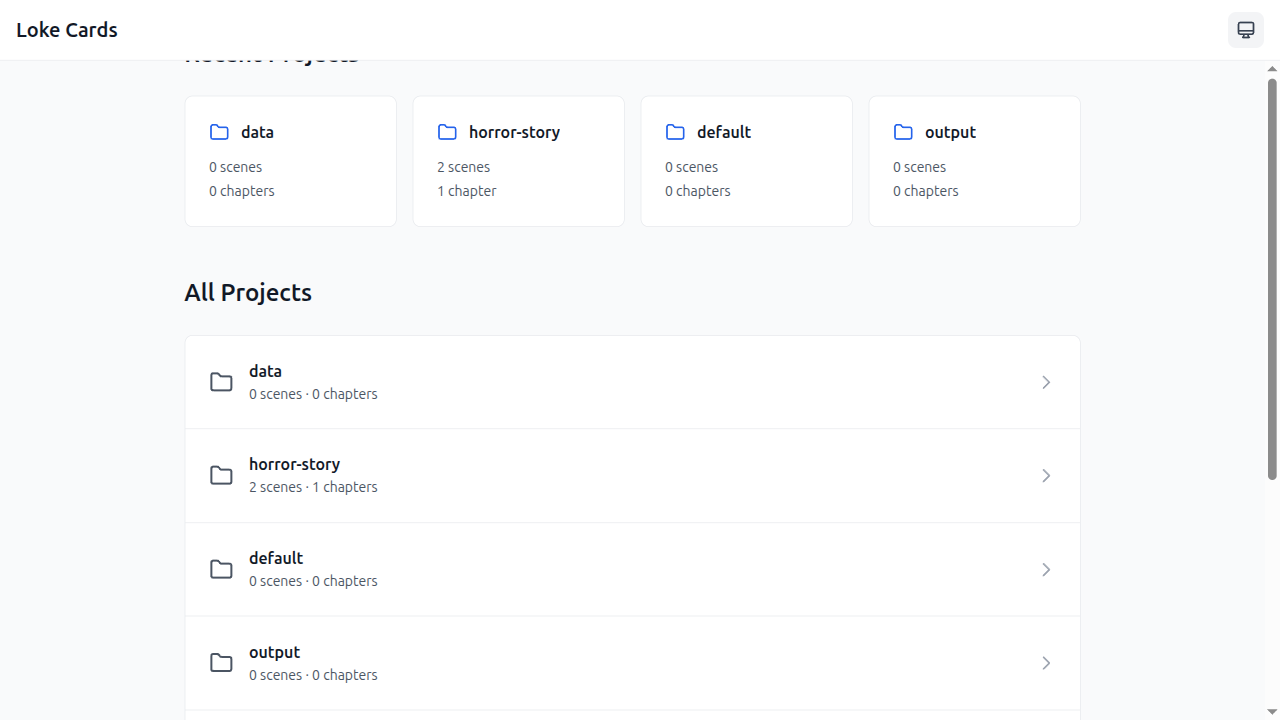 Loke Cards
Recent Projects
data
0 scenes
0 chapters
horror-story
2 scenes
1 chapter
default
0 scenes
0 chapters
output
0 scenes
0 chapters
All Projects
data
0 scenes · 0 chapters
horror-story
2 scenes · 1 chapters
default
0 scenes · 0 chapters
output
0 scenes · 0 chapters